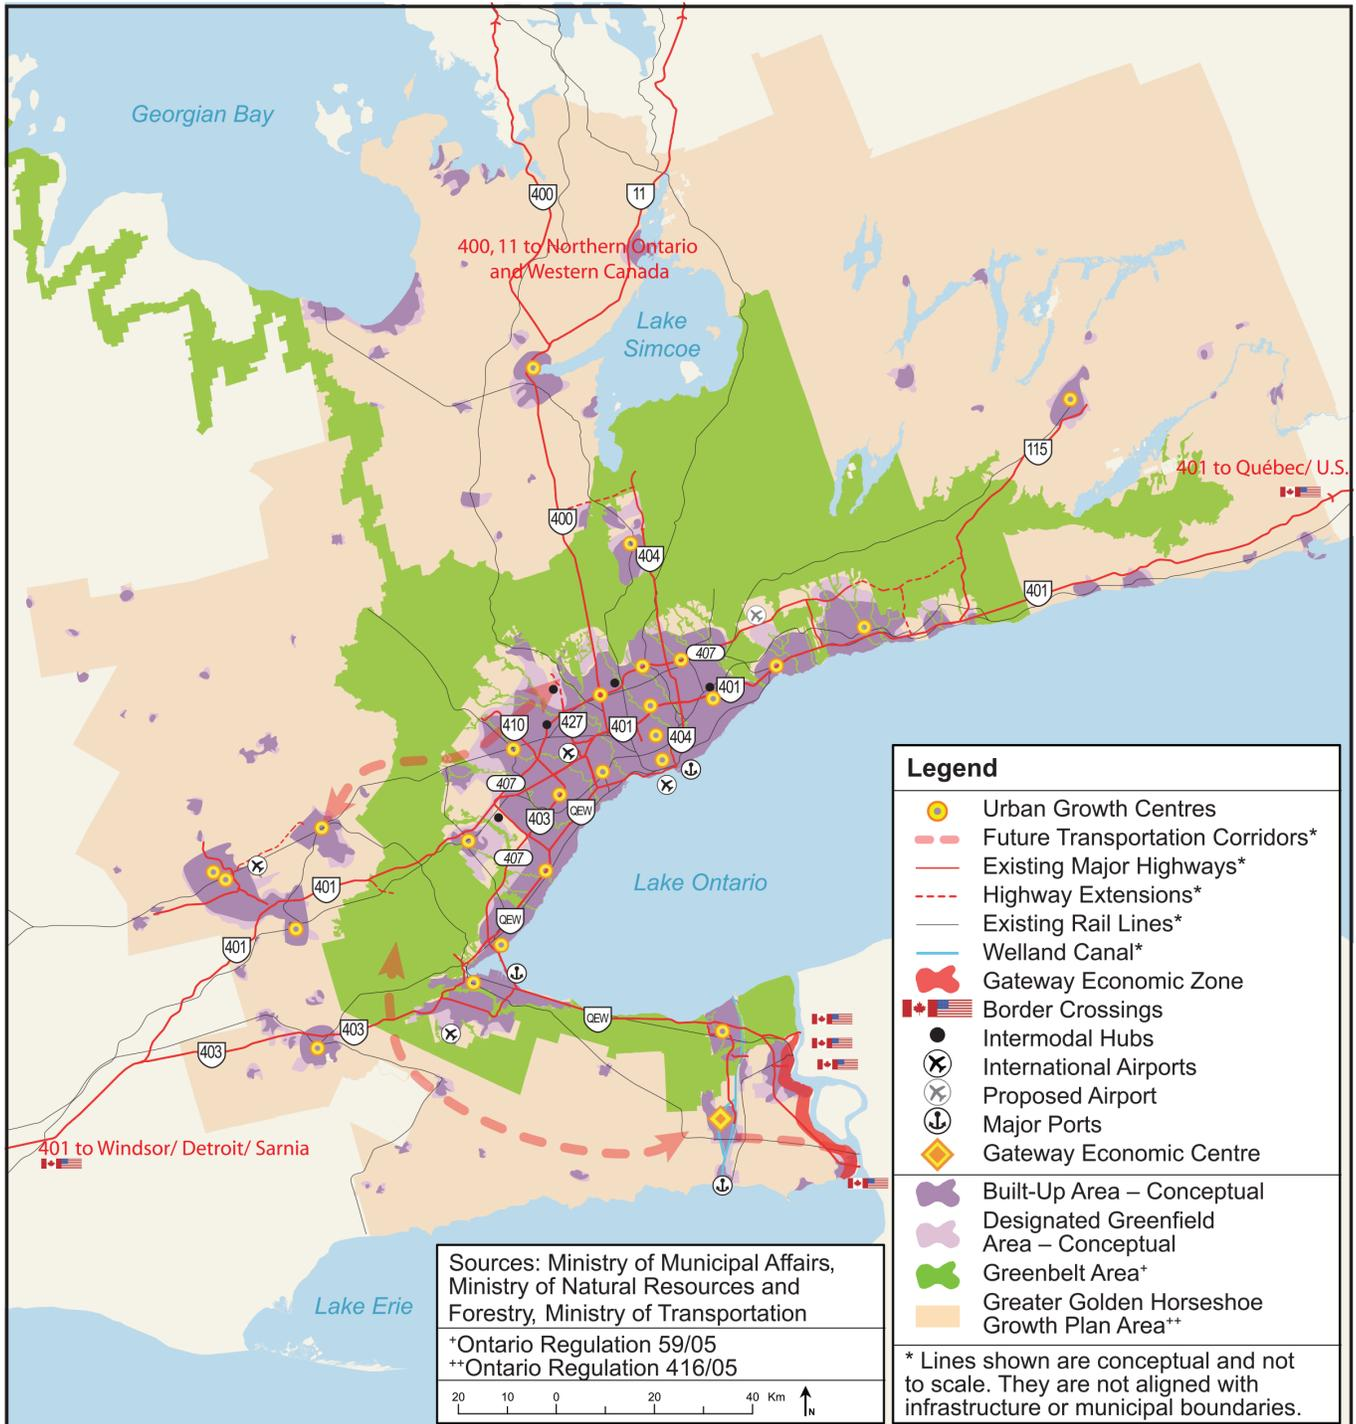 Georgian Bay
400
11
400, 11 to Northern Ontario
and Western Canada
Lake
Simcoe
115
401 to Québec/ U.S.
400
404
401
407
401
410
427
401
404
407
403
QEW
407
Lake Ontario
401
QEW
401
403
QEW
403
401 to Windsor/ Detroit/ Sarnia
Lake Erie
Legend
Urban Growth Centres
Future Transportation Corridors*
Existing Major Highways*
Highway Extensions*
Existing Rail Lines*
Welland Canal*
Gateway Economic Zone
Border Crossings
Intermodal Hubs
International Airports
Proposed Airport
Major Ports
Gateway Economic Centre
Built-Up Area – Conceptual
Designated Greenfield
Area – Conceptual
Greenbelt Area+
Greater Golden Horseshoe
Growth Plan Area++
* Lines shown are conceptual and not
to scale. They are not aligned with
infrastructure or municipal boundaries.
Sources: Ministry of Municipal Affairs,
Ministry of Natural Resources and
Forestry, Ministry of Transportation
+Ontario Regulation 59/05
++Ontario Regulation 416/05
20 10 0 20 40 Km
N